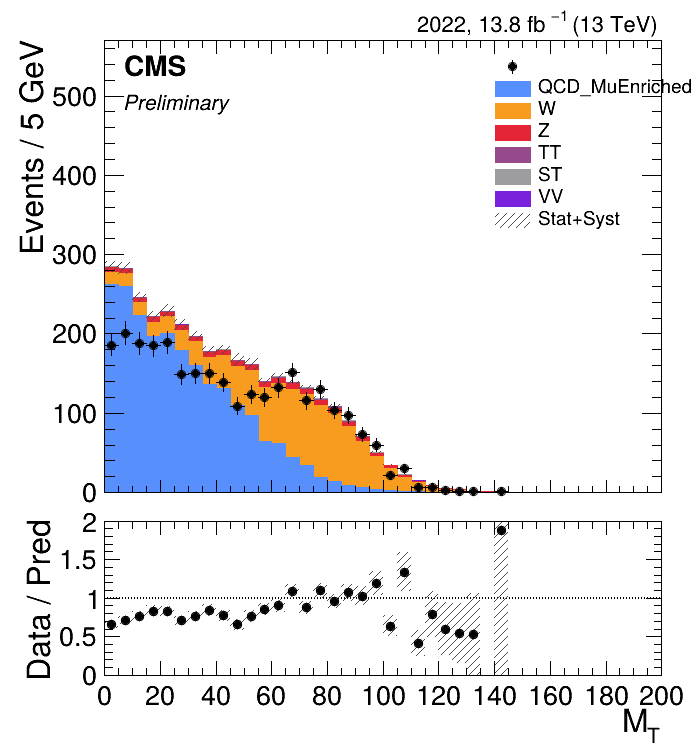 2022, 13.8 fb⁻¹ (13 TeV)
CMS
Preliminary
QCD_MuEnriched
W
Z
TT
ST
VV
Stat+Syst
Events / 5 GeV
500
400
300
200
100
0
Data / Pred
2
1.5
1
0.5
0
0 20 40 60 80 100 120 140 160 180 200
M_T